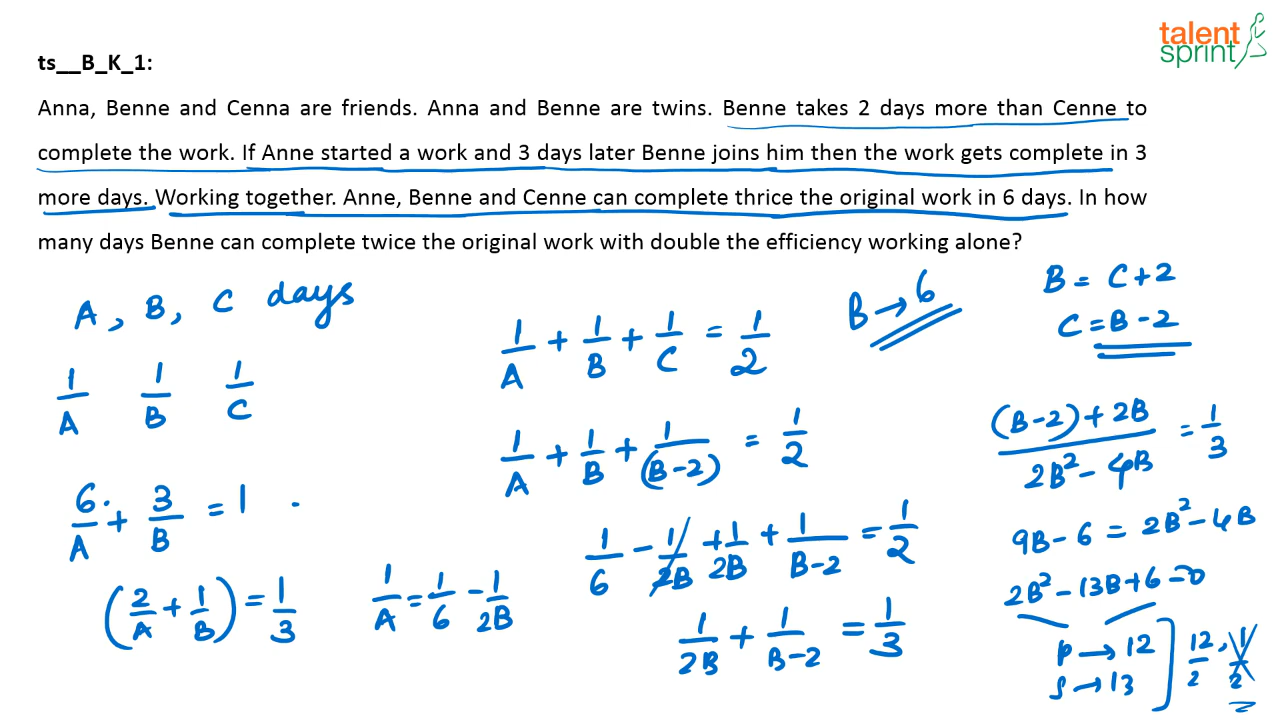 talent
sprint
ts__B_K_1:
Anna, Benne and Cenna are friends. Anna and Benne are twins. Benne takes 2 days more than Cenne to
complete the work. If Anne started a work and 3 days later Benne joins him then the work gets complete in 3
more days. Working together. Anne, Benne and Cenne can complete thrice the original work in 6 days. In how
many days Benne can complete twice the original work with double the efficiency working alone?
A, B, C days
1/A 1/B 1/C
6/A + 3/B = 1
(2/A + 1/B) = 1/3
1/A = 1/6 - 1/2B
1/A + 1/B + 1/C = 1/2
1/A + 1/B + 1/(B-2) = 1/2
1/6 - 1/2B + 1/2B + 1/B-2 = 1/2
1/2B + 1/B-2 = 1/3
B → 6
B = C+2
C = B-2
(B-2)+2B / 2B²-4B = 1/3
9B-6 = 2B²-4B
2B²-13B+6=0
P → 12
S → 13
12/2, 1/2